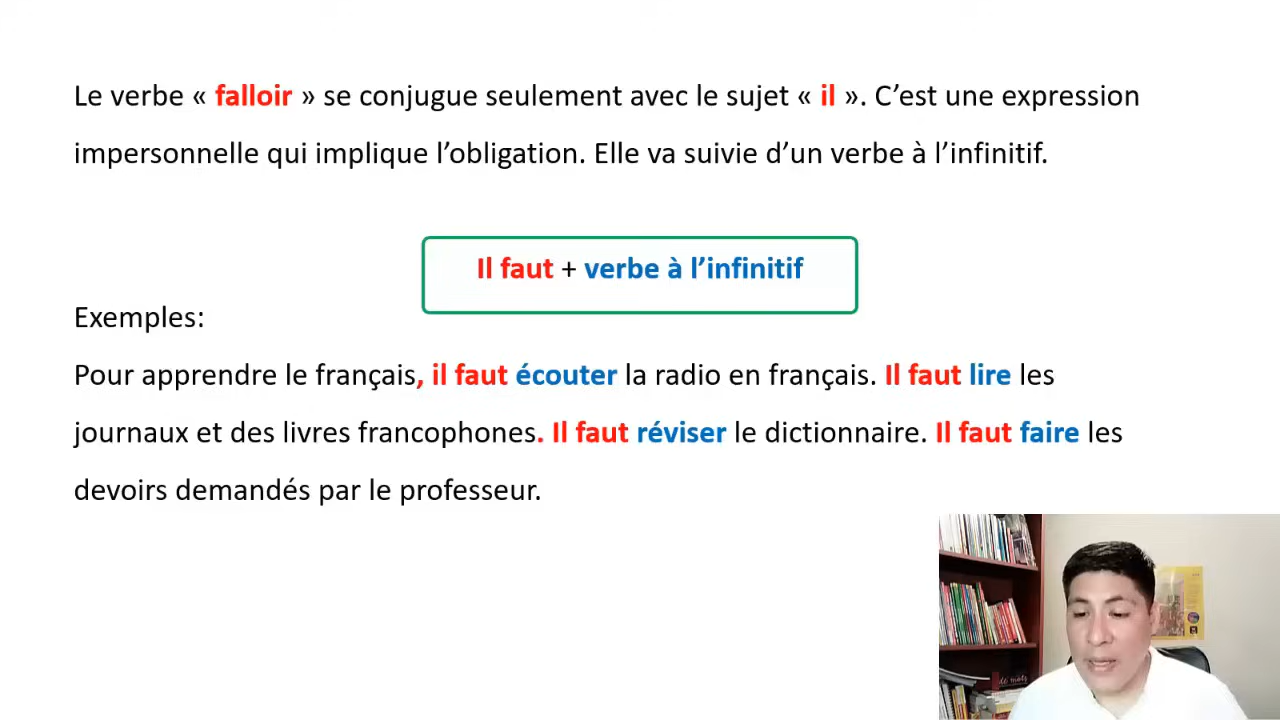 Le verbe « falloir » se conjugue seulement avec le sujet « il ». C’est une expression
impersonnelle qui implique l’obligation. Elle va suivie d’un verbe à l’infinitif.
Il faut + verbe à l’infinitif
Exemples:
Pour apprendre le français, il faut écouter la radio en français. Il faut lire les
journaux et des livres francophones. Il faut réviser le dictionnaire. Il faut faire les
devoirs demandés par le professeur.
de mots